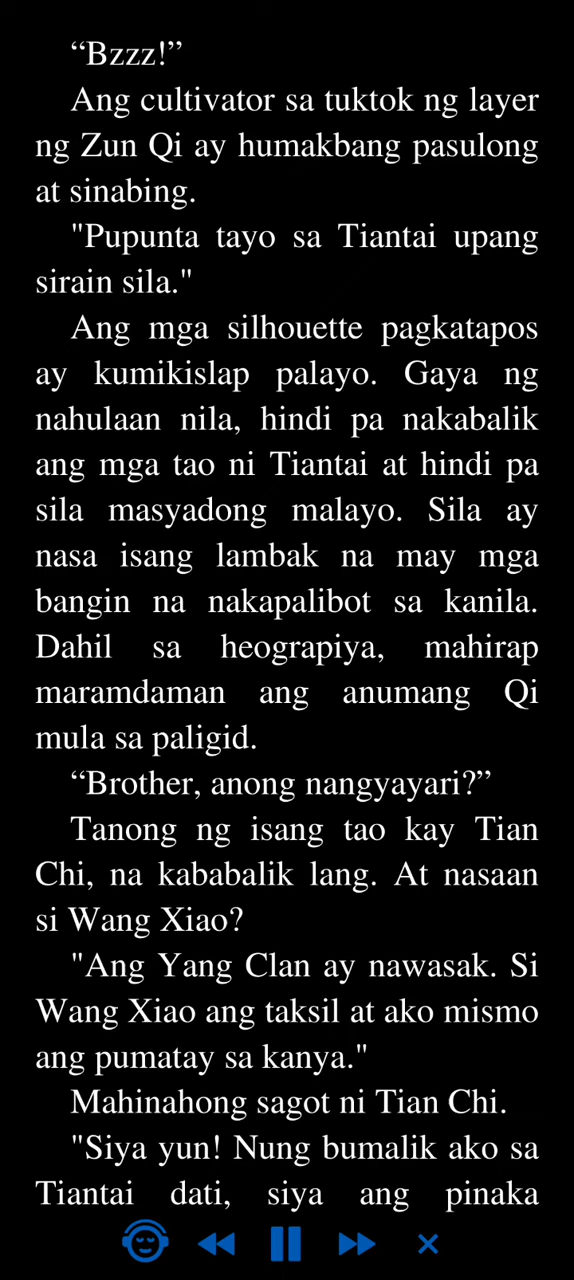 “Bzzz!”
Ang cultivator sa tuktok ng layer
ng Zun Qi ay humakbang pasulong
at sinabing.
"Pupunta tayo sa Tiantai upang
sirain sila."
Ang mga silhouette pagkatapos
ay kumikislap palayo. Gaya ng
nahulaan nila, hindi pa nakabalik
ang mga tao ni Tiantai at hindi pa
sila masyadong malayo. Sila ay
nasa isang lambak na may mga
bangin na nakapalibot sa kanila.
Dahil sa heograpiya, mahirap
maramdaman ang anumang Qi
mula sa paligid.
“Brother, anong nangyayari?”
Tanong ng isang tao kay Tian
Chi, na kababalik lang. At nasaan
si Wang Xiao?
"Ang Yang Clan ay nawasak. Si
Wang Xiao ang taksil at ako mismo
ang pumatay sa kanya."
Mahinahong sagot ni Tian Chi.
"Siya yun! Nung bumalik ako sa
Tiantai dati, siya ang pinaka